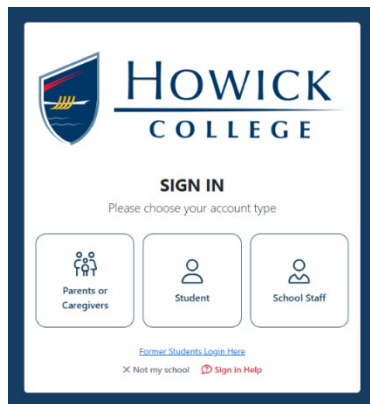 HOWICK
COLLEGE
SIGN IN
Please choose your account type
Parents or
Caregivers
Student
School Staff
Former Students Login Here
Not my school
Sign in Help